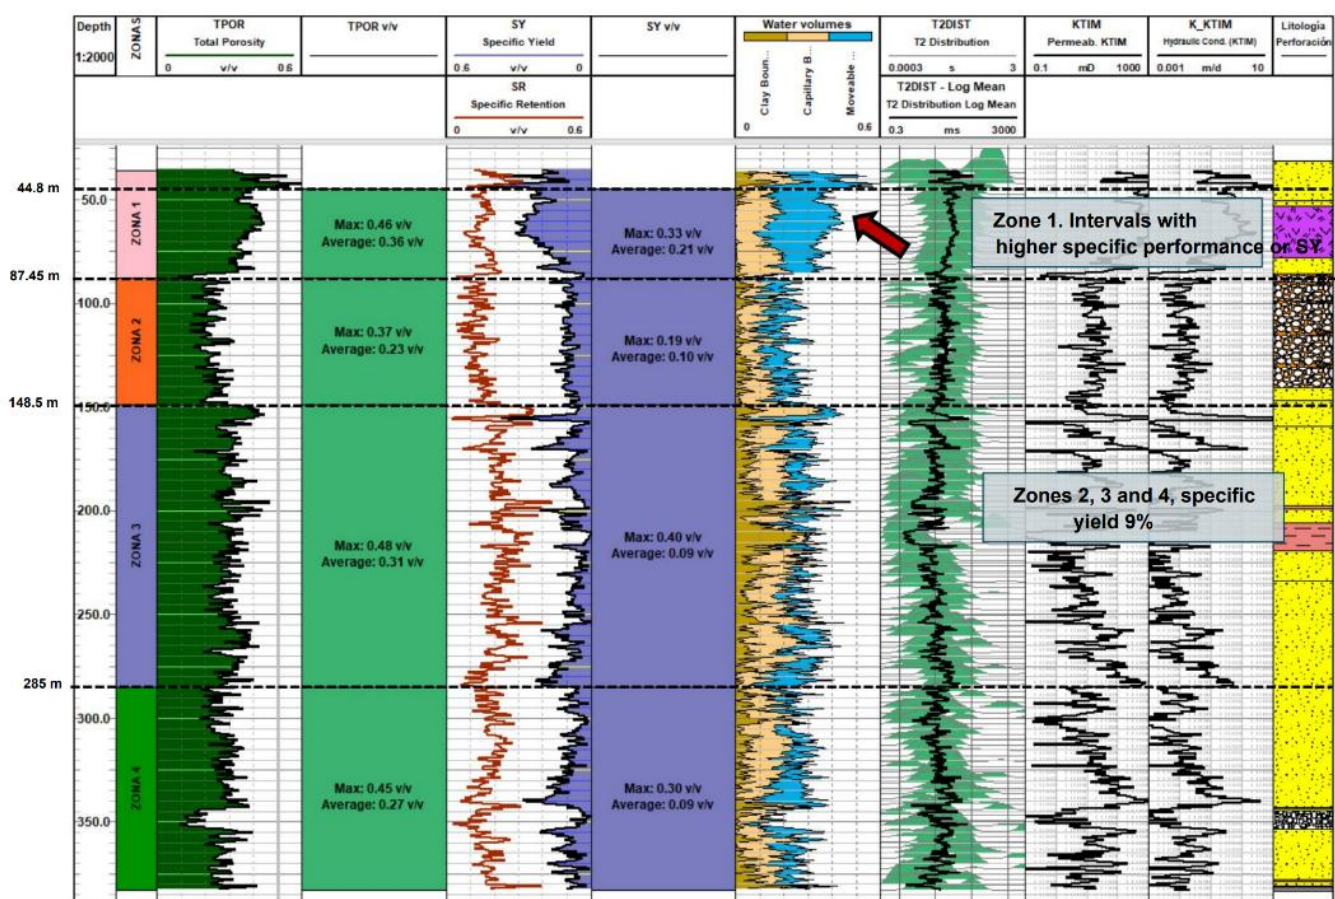 Depth
1:2000
ZONAS
TPOR
Total Porosity
0 v/v 0.6
TPOR v/v
SY
Specific Yield
0.6 v/v 0
SR
Specific Retention
0 v/v 0.6
SY v/v
Water volumes
Clay Boun...
Capillary B...
Moveable ...
0 0.6
T2DIST
T2 Distribution
0.0003 s 3
T2DIST - Log Mean
T2 Distribution Log Mean
0.3 ms 3000
KTIM
Permeab. KTIM
0.1 mD 1000
K_KTIM
Hydraulic Cond. (KTIM)
0.001 m/d 10
Litología
Perforación
44.8 m
50.0
87.45 m
100.0
148.5 m
150.0
200.0
250.0
285 m
300.0
350.0
ZONA 1
ZONA 2
ZONA 3
ZONA 4
Max: 0.46 v/v
Average: 0.36 v/v
Max: 0.37 v/v
Average: 0.23 v/v
Max: 0.48 v/v
Average: 0.31 v/v
Max: 0.45 v/v
Average: 0.27 v/v
Max: 0.33 v/v
Average: 0.21 v/v
Max: 0.19 v/v
Average: 0.10 v/v
Max: 0.40 v/v
Average: 0.09 v/v
Max: 0.30 v/v
Average: 0.09 v/v
Zone 1. Intervals with
higher specific performance or SY
Zones 2, 3 and 4, specific
yield 9%